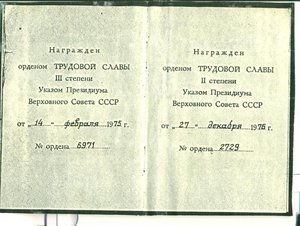 Награжден
орденом ТРУДОВОЙ СЛАВЫ
III степени
Указом Президиума
Верховного Совета СССР
от „14 " февраля 1975 г.
№ ордена 6971
Награжден
орденом ТРУДОВОЙ СЛАВЫ
II степени
Указом Президиума
Верховного Совета СССР
от „27 " декабря 1976 г.
№ ордена 2729